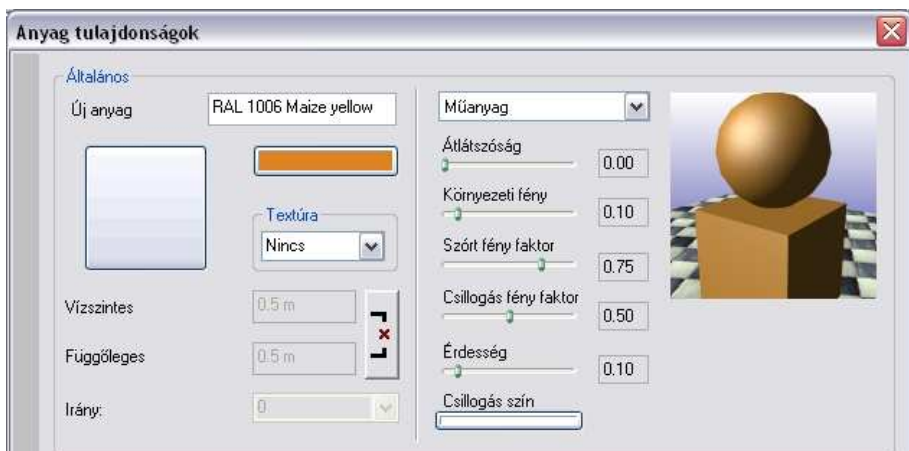 Anyag tulajdonságok
Általános
Új anyag
RAL 1006 Maize yellow
Textúra
Nincs
Vízszintes
0.5 m
Függőleges
0.5 m
Irány:
0
Műanyag
Átlátszóság
0.00
Környezeti fény
0.10
Szórt fény faktor
0.75
Csillogás fény faktor
0.50
Érdesség
0.10
Csillogás szín